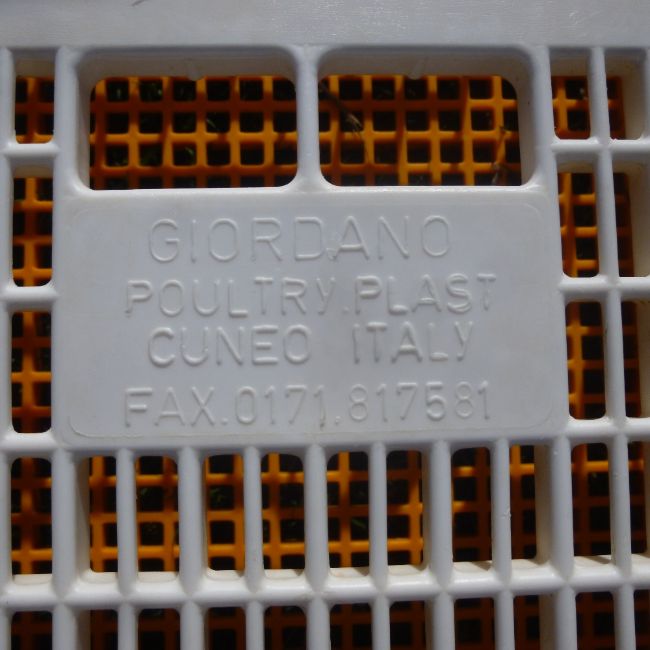 GIORDANO
POULTRY.PLAST
CUNEO ITALY
FAX.0171.817581